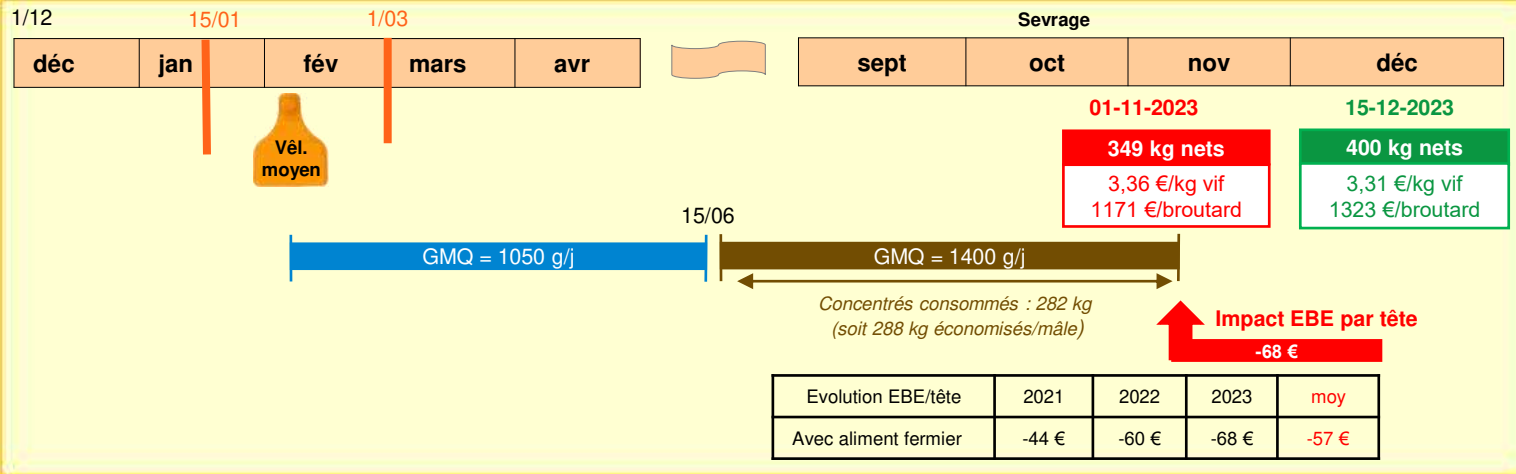 1/12
15/01
1/03
Sevrage
déc
jan
fév
mars
avr
sept
oct
nov
déc
01-11-2023
15-12-2023
Vêl.
moyen
349 kg nets
3,36 €/kg vif
1171 €/broutard
400 kg nets
3,31 €/kg vif
1323 €/broutard
15/06
GMQ = 1050 g/j
GMQ = 1400 g/j
Concentrés consommés : 282 kg
(soit 288 kg économisés/mâle)
Impact EBE par tête
-68 €
Evolution EBE/tête 2021 2022 2023 moy
Avec aliment fermier -44 € -60 € -68 € -57 €